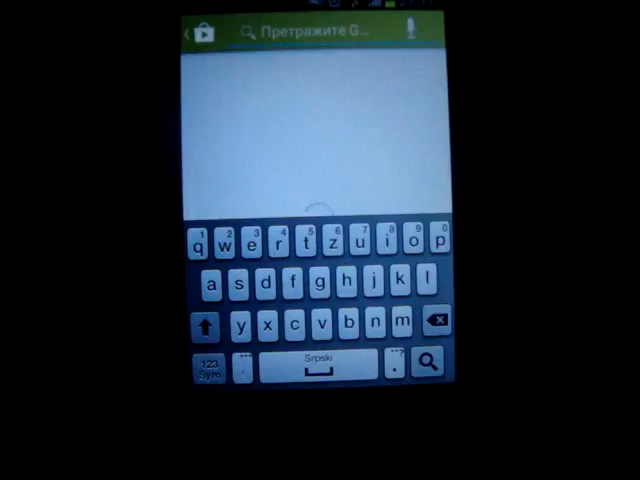 Претражите G...
1 2 3 4 5 6 7 8 9 0
q w e r t z u i o p
a s d f g h j k l
y x c v b n m
123 Sym Srpski . ?